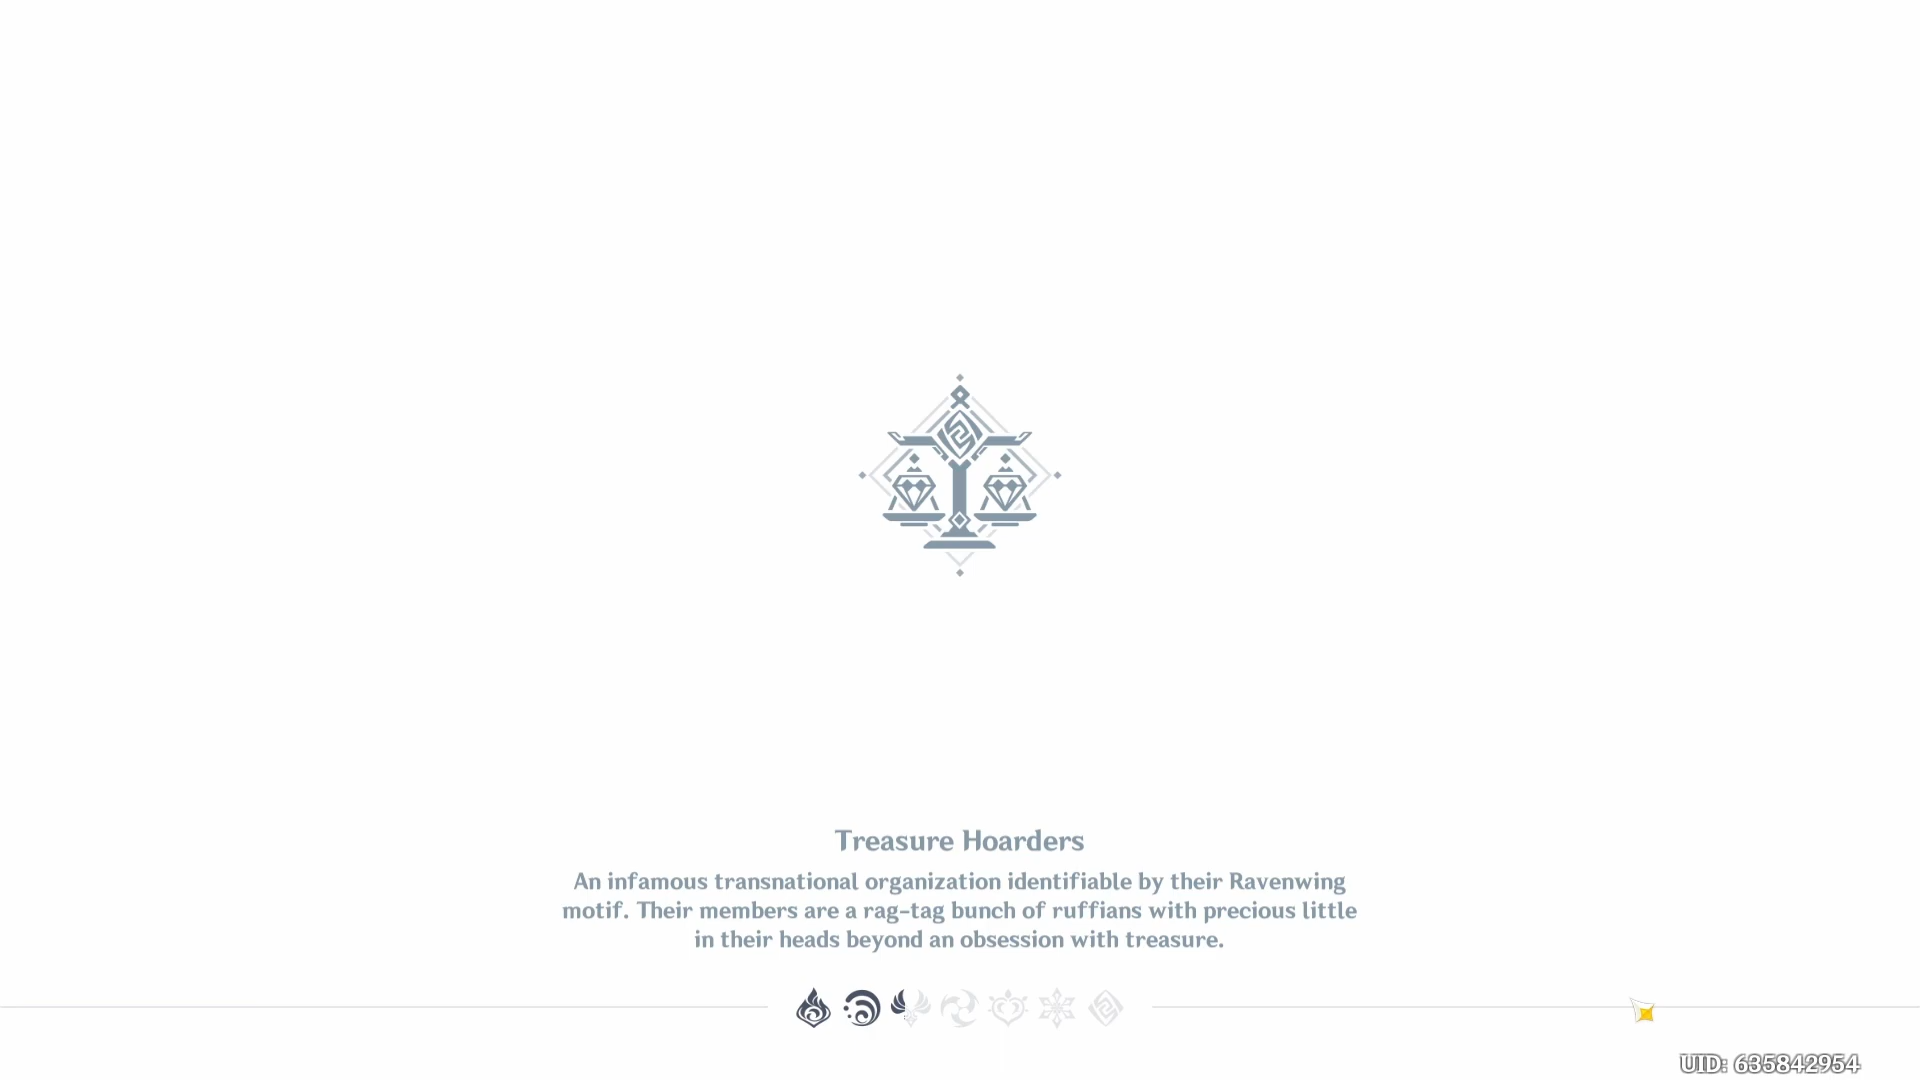 Treasure Hoarders
An infamous transnational organization identifiable by their Ravenwing
motif. Their members are a rag-tag bunch of ruffians with precious little
in their heads beyond an obsession with treasure.
UID: 635842954